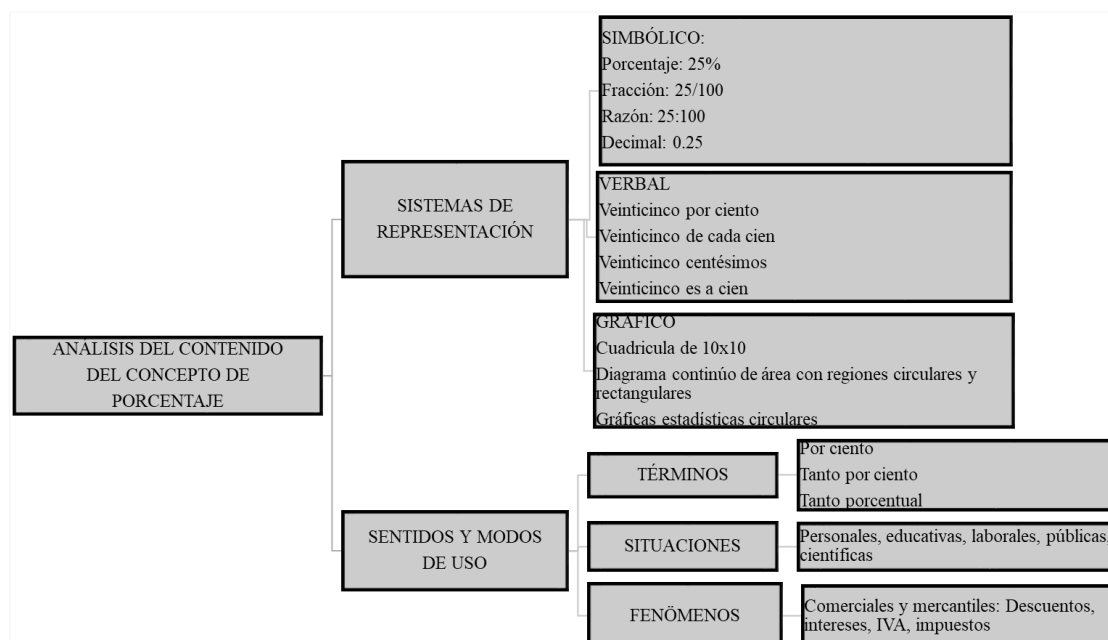 ANÁLISIS DEL CONTENIDO
DEL CONCEPTO DE
PORCENTAJE
SISTEMAS DE
REPRESENTACIÓN
SIMBÓLICO:
Porcentaje: 25%
Fracción: 25/100
Razón: 25:100
Decimal: 0.25
VERBAL
Veinticinco por ciento
Veinticinco de cada cien
Veinticinco centésimos
Veinticinco es a cien
GRÁFICO
Cuadricula de 10x10
Diagrama continúo de área con regiones circulares y
rectangulares
Gráficas estadísticas circulares
SENTIDOS Y MODOS
DE USO
TÉRMINOS
Por ciento
Tanto por ciento
Tanto porcentual
SITUACIONES
Personales, educativas, laborales, públicas,
científicas
FENÖMENOS
Comerciales y mercantiles: Descuentos,
intereses, IVA, impuestos